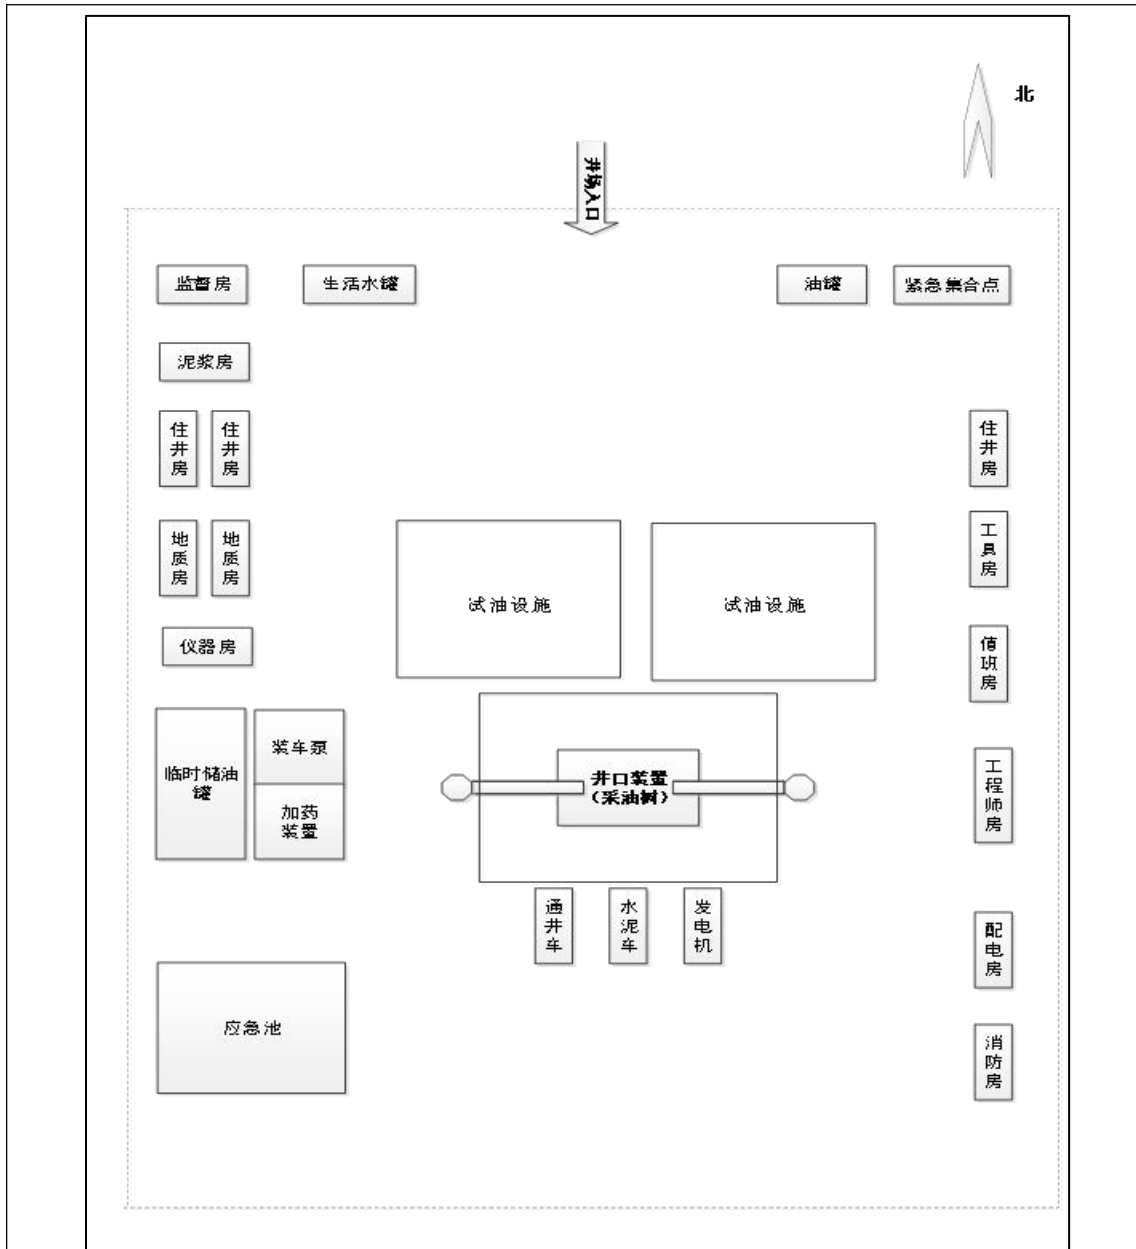 北
井场入口
监督房
生活水罐
油罐
紧急集合点
泥浆房
住井房
住井房
住井房
地质房
地质房
工具房
试油设施
试油设施
仪器房
值班房
临时储油
罐
装车泵
加药
装置
井口装置
（采油树）
工程师房
通井车
水泥车
发电机
配电房
应急池
消防房